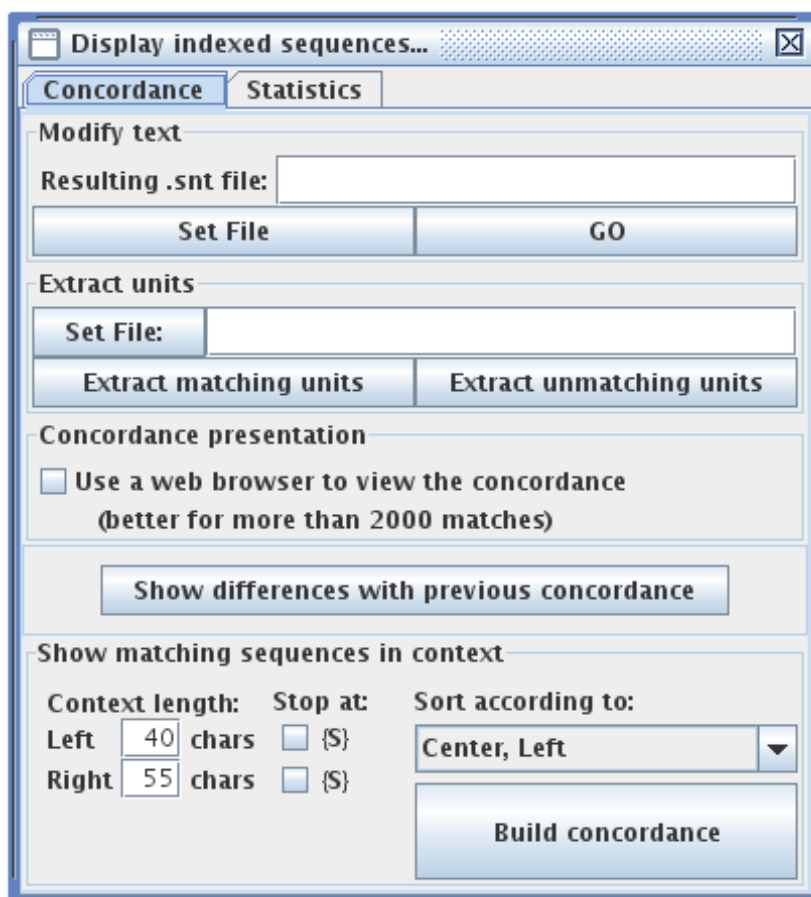 Display indexed sequences...
Concordance Statistics
Modify text
Resulting .snt file:
Set File GO
Extract units
Set File:
Extract matching units Extract unmatching units
Concordance presentation
Use a web browser to view the concordance
(better for more than 2000 matches)
Show differences with previous concordance
Show matching sequences in context
Context length: Stop at: Sort according to:
Left 40 chars {S} Center, Left
Right 55 chars {S}
Build concordance